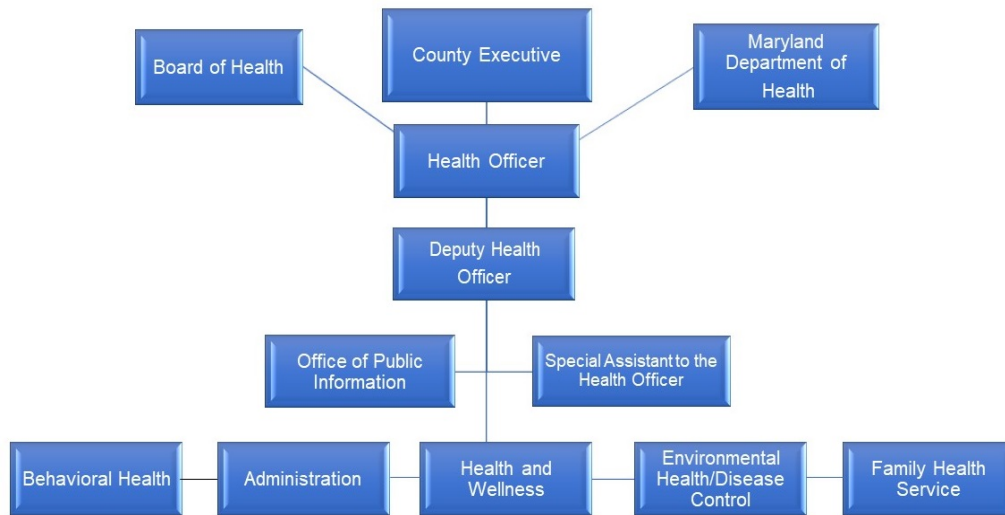 Board of Health
County Executive
Maryland
Department of
Health
Health Officer
Deputy Health
Officer
Office of Public
Information
Special Assistant to the
Health Officer
Behavioral Health
Administration
Health and
Wellness
Environmental
Health/Disease
Control
Family Health
Service